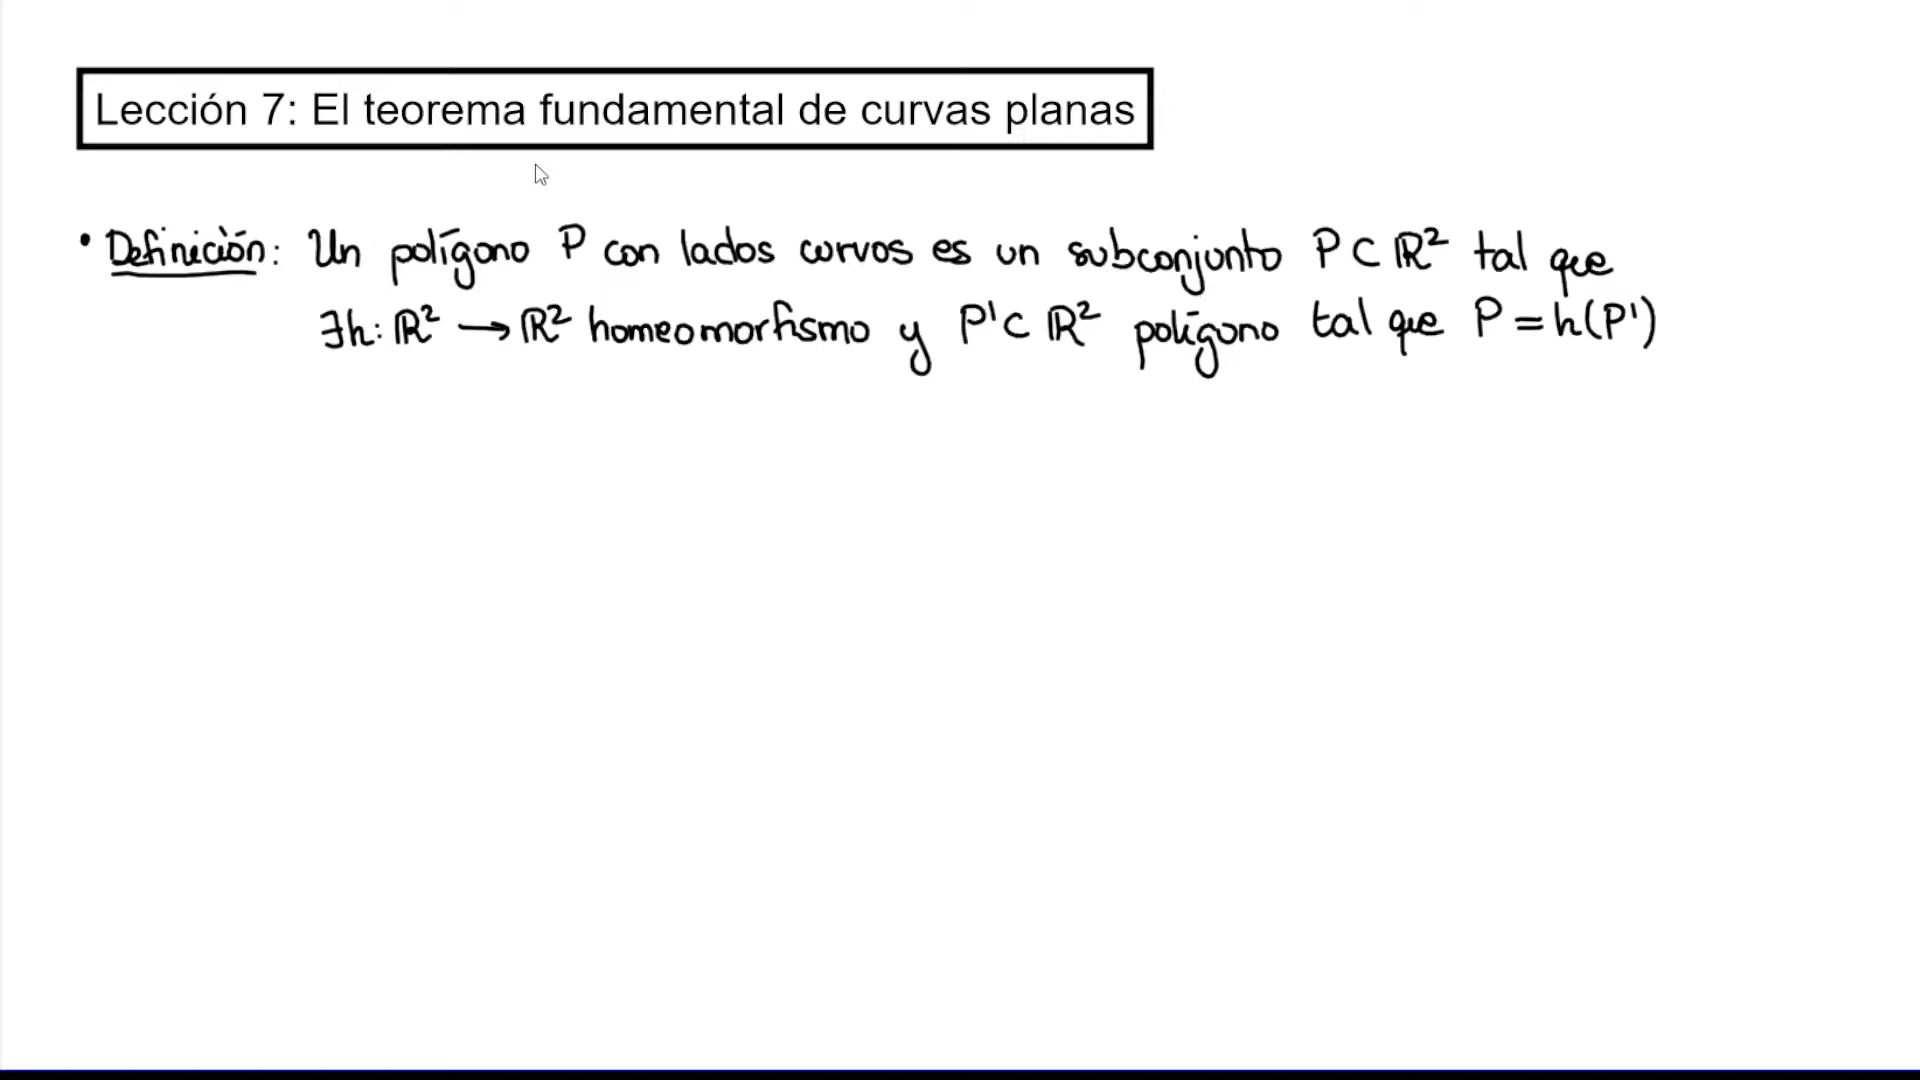 Lección 7: El teorema fundamental de curvas planas
• Definición: Un polígono P con lados curvos es un subconjunto P ⊂ ℝ² tal que
∃h: ℝ² → ℝ² homeomorfismo y P' ⊂ ℝ² polígono tal que P = h(P')